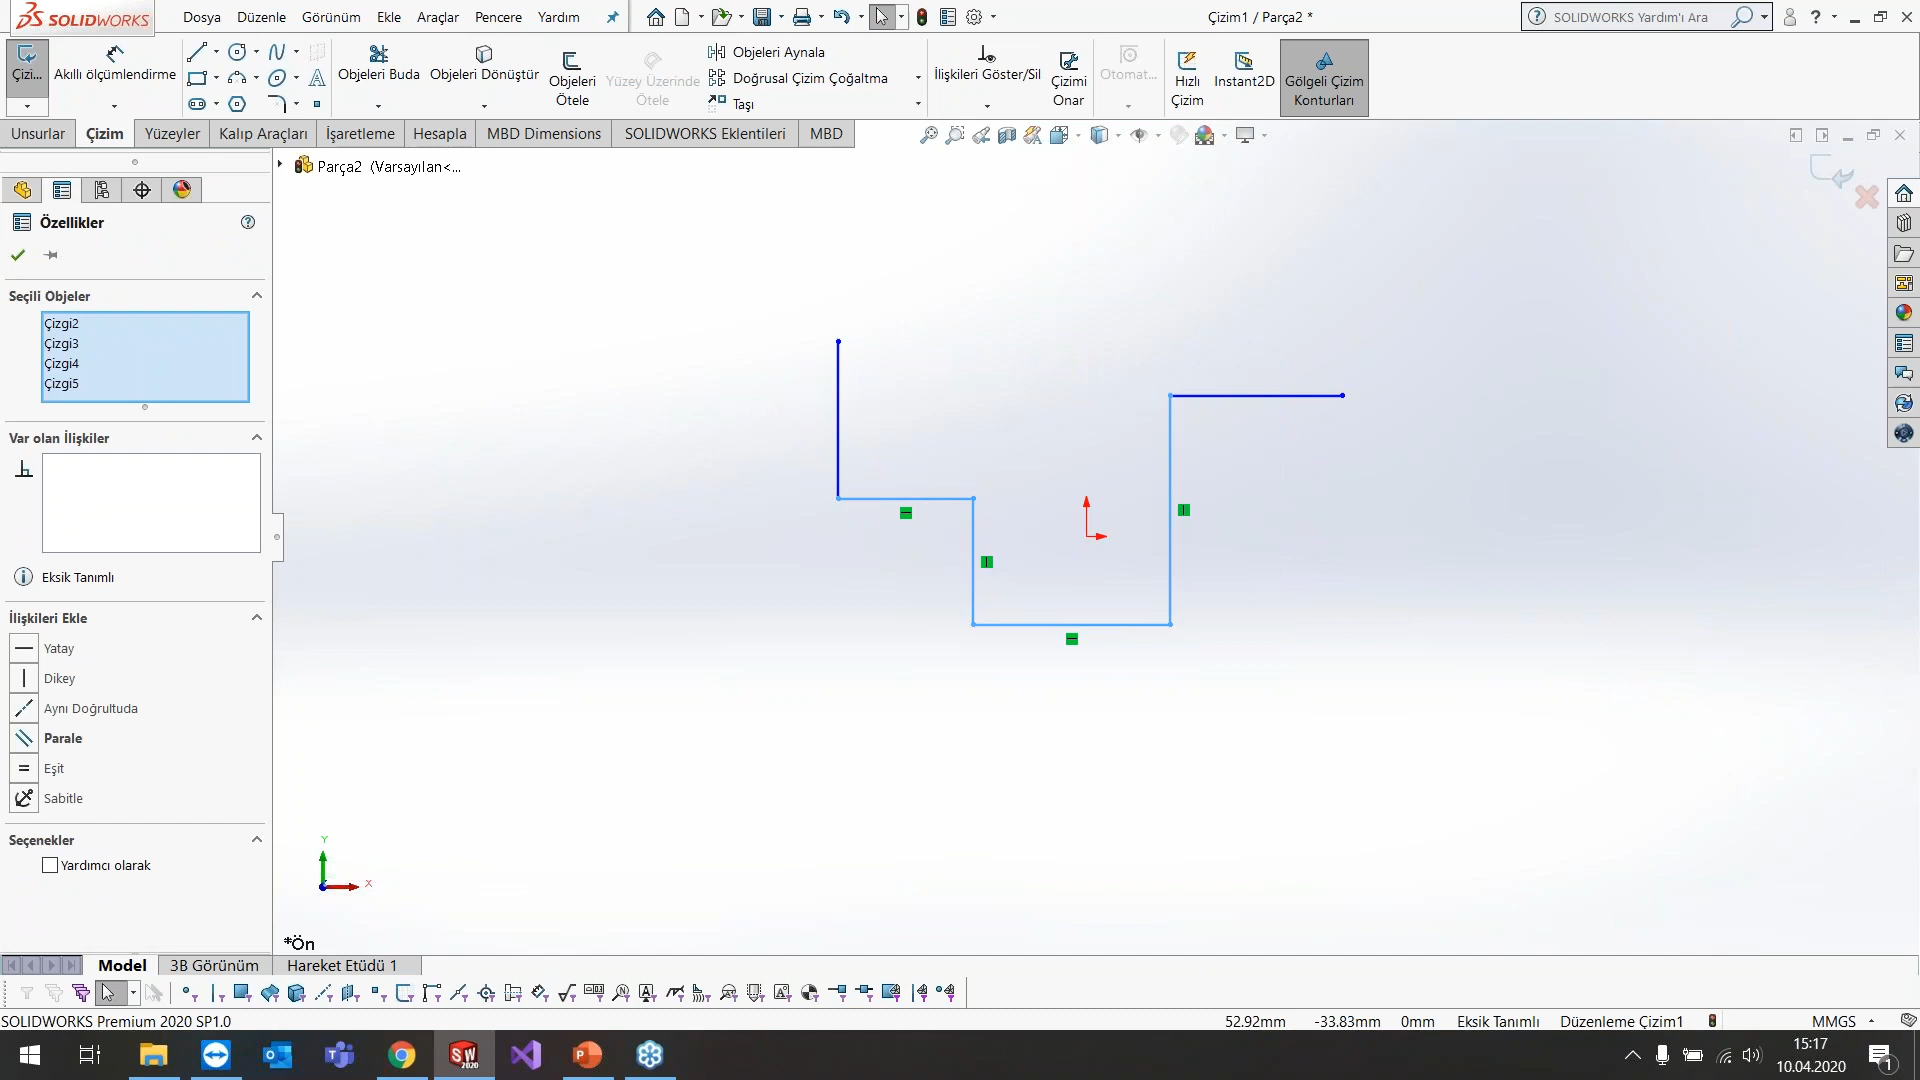 SOLIDWORKS
Dosya Düzenle Görünüm Ekle Araçlar Pencere Yardım
Çizim1 / Parça2 *
SOLIDWORKS Yardım'ı Ara
Çizi...
Akıllı ölçümlendirme
Objeleri Buda
Objeleri Dönüştür
Objeleri Ötele
Yüzey Üzerinde Ötele
Objeleri Aynala
Doğrusal Çizim Çoğaltma
Taşı
İlişkileri Göster/Sil
Çizimi Onar
Otomat...
Hızlı Çizim
Instant2D
Gölgeli Çizim Konturları
Unsurlar Çizim Yüzeyler Kalıp Araçları İşaretleme Hesapla MBD Dimensions SOLIDWORKS Eklentileri MBD
Parça2 (Varsayılan<...
Özellikler
Seçili Objeler
Çizgi2
Çizgi3
Çizgi4
Çizgi5
Var olan İlişkiler
Eksik Tanımlı
İlişkileri Ekle
Yatay
Dikey
Aynı Doğrultuda
Parale
Eşit
Sabitle
Seçenekler
Yardımcı olarak
Y
X
*Ön
Model 3B Görünüm Hareket Etüdü 1
SOLIDWORKS Premium 2020 SP1.0
52.92mm -33.83mm 0mm Eksik Tanımlı Düzenleme Çizim1 MMGS
15:17
10.04.2020
1